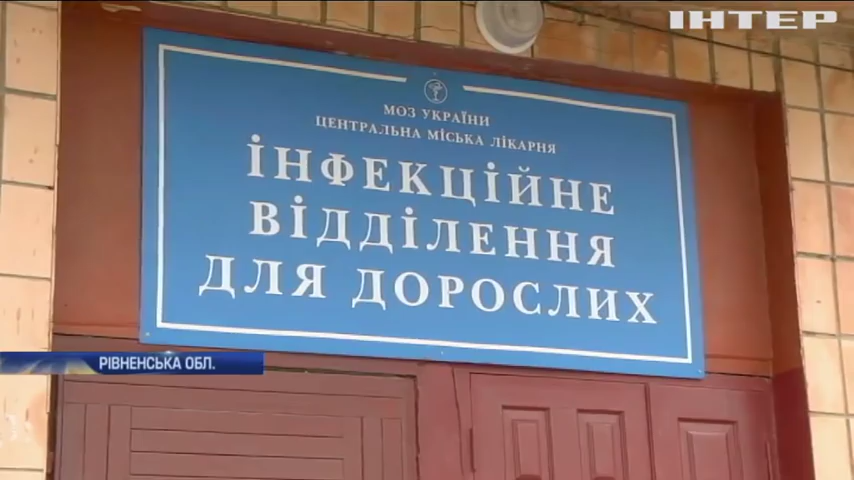 ІНТЕР
МОЗ УКРАЇНИ
ЦЕНТРАЛЬНА МІСЬКА ЛІКАРНЯ
ІНФЕКЦІЙНЕ
ВІДДІЛЕННЯ
ДЛЯ ДОРОСЛИХ
РІВНЕНСЬКА ОБЛ.